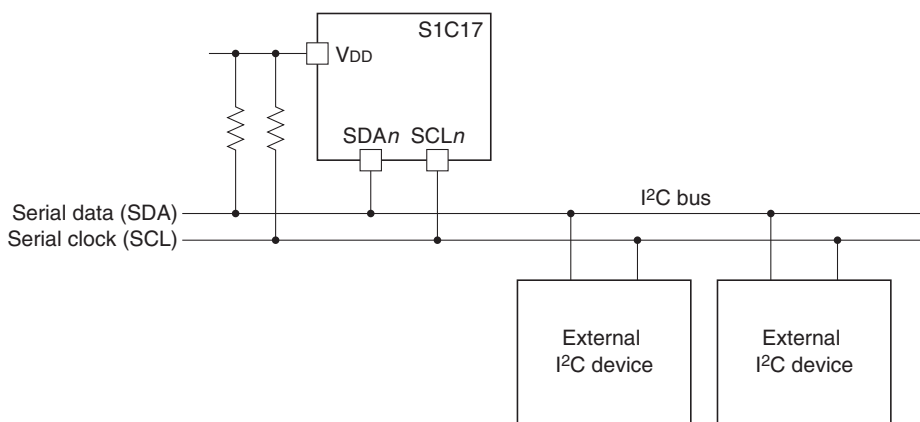 S1C17
VDD
SDAn SCLn
I²C bus
Serial data (SDA)
Serial clock (SCL)
External
I²C device
External
I²C device